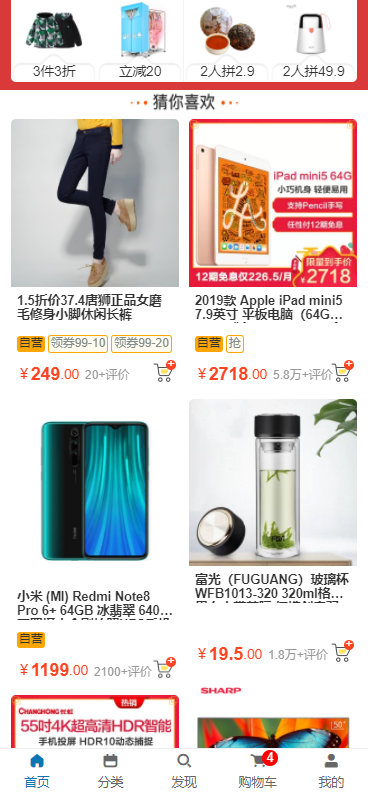 3件3折
立减20
2人拼2.9
2人拼49.9
猜你喜欢
iPad mini5 64G
小巧机身 轻便易用
支持Pencil手写
任性付12期免息
限量到手价
12期免息仅226.5/月
¥2718
1.5折价37.4唐狮正品女磨
毛修身小脚休闲长裤
自营 领券99-10 领券99-20
¥249.00 20+评价
2019款 Apple iPad mini5
7.9英寸 平板电脑（64G...
自营 抢
¥2718.00 5.8万+评价
小米 (MI) Redmi Note8
Pro 6+ 64GB 冰翡翠 640...
自营
¥1199.00 2100+评价
富光（FUGUANG）玻璃杯
WFB1013-320 320ml格...
¥19.5.00 1.8万+评价
CHANGHONG 长虹
热销
55吋4K超高清HDR智能
手机投屏 HDR10动态捕捉
SHARP
50"
4
首页
分类
发现
购物车
我的